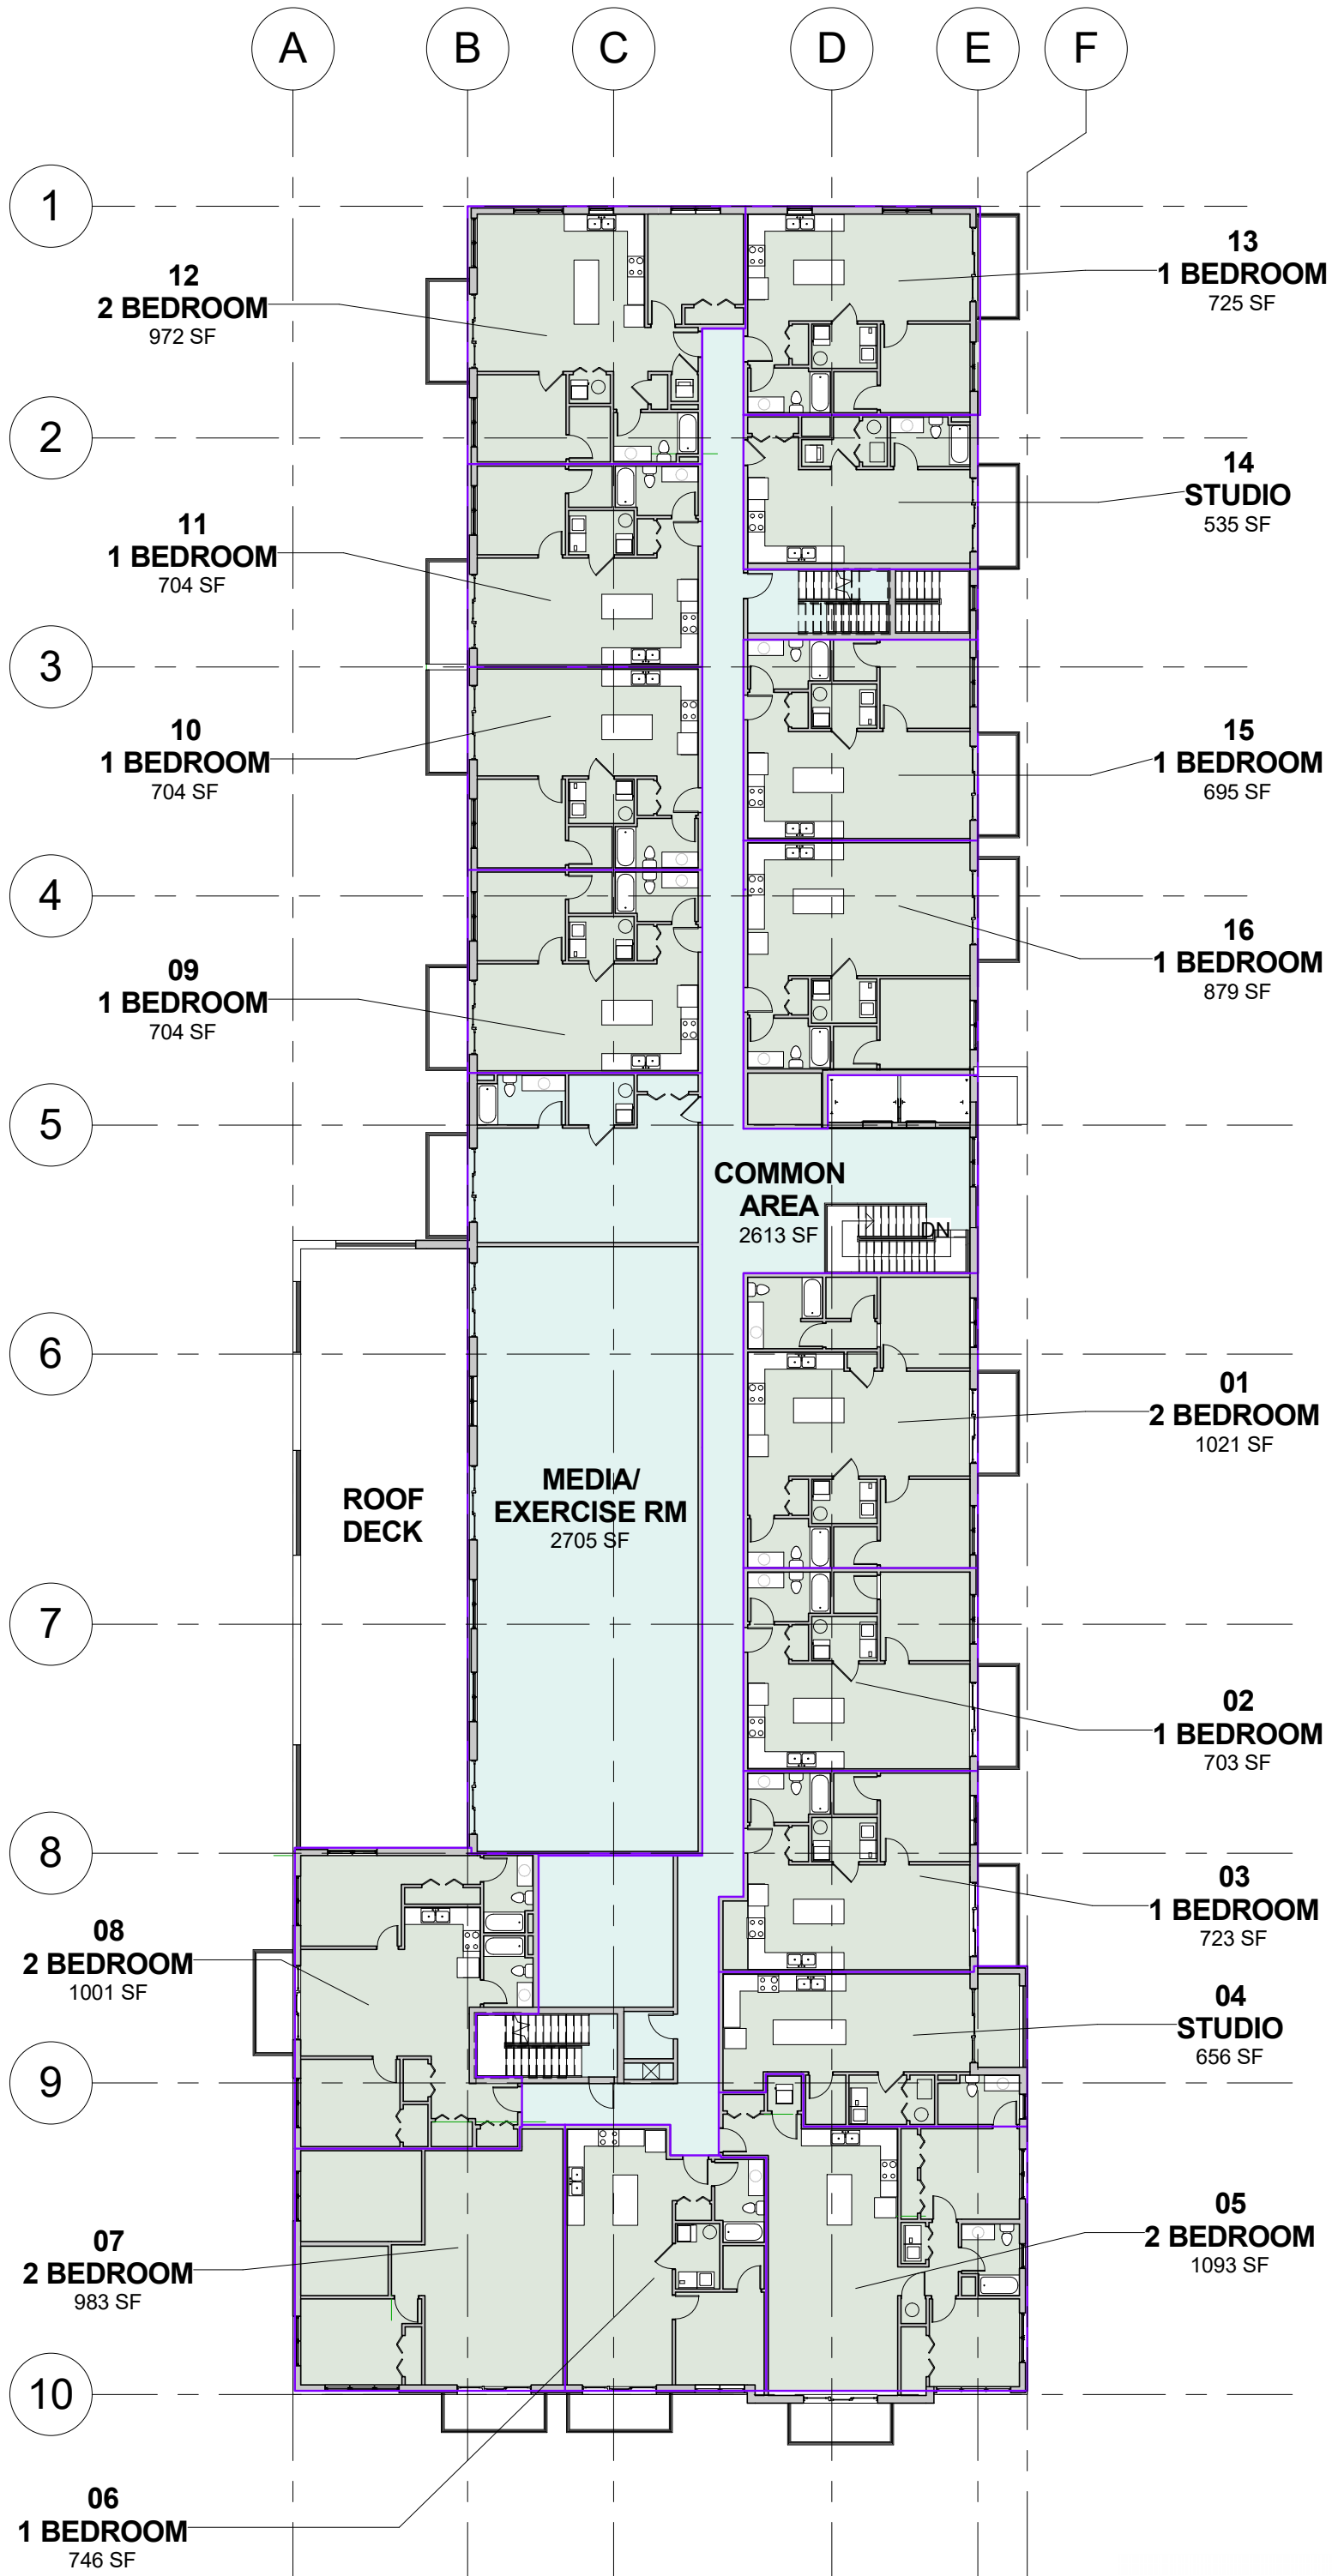 A
B
C
D
E
F
1
12
2 BEDROOM
972 SF
13
1 BEDROOM
725 SF
2
14
STUDIO
535 SF
11
1 BEDROOM
704 SF
3
10
1 BEDROOM
704 SF
15
1 BEDROOM
695 SF
4
16
1 BEDROOM
879 SF
09
1 BEDROOM
704 SF
5
COMMON
AREA
2613 SF
DN
6
01
2 BEDROOM
1021 SF
ROOF
DECK
MEDIA/
EXERCISE RM
2705 SF
7
02
1 BEDROOM
703 SF
8
03
1 BEDROOM
723 SF
08
2 BEDROOM
1001 SF
04
STUDIO
656 SF
9
05
2 BEDROOM
1093 SF
07
2 BEDROOM
983 SF
10
06
1 BEDROOM
746 SF